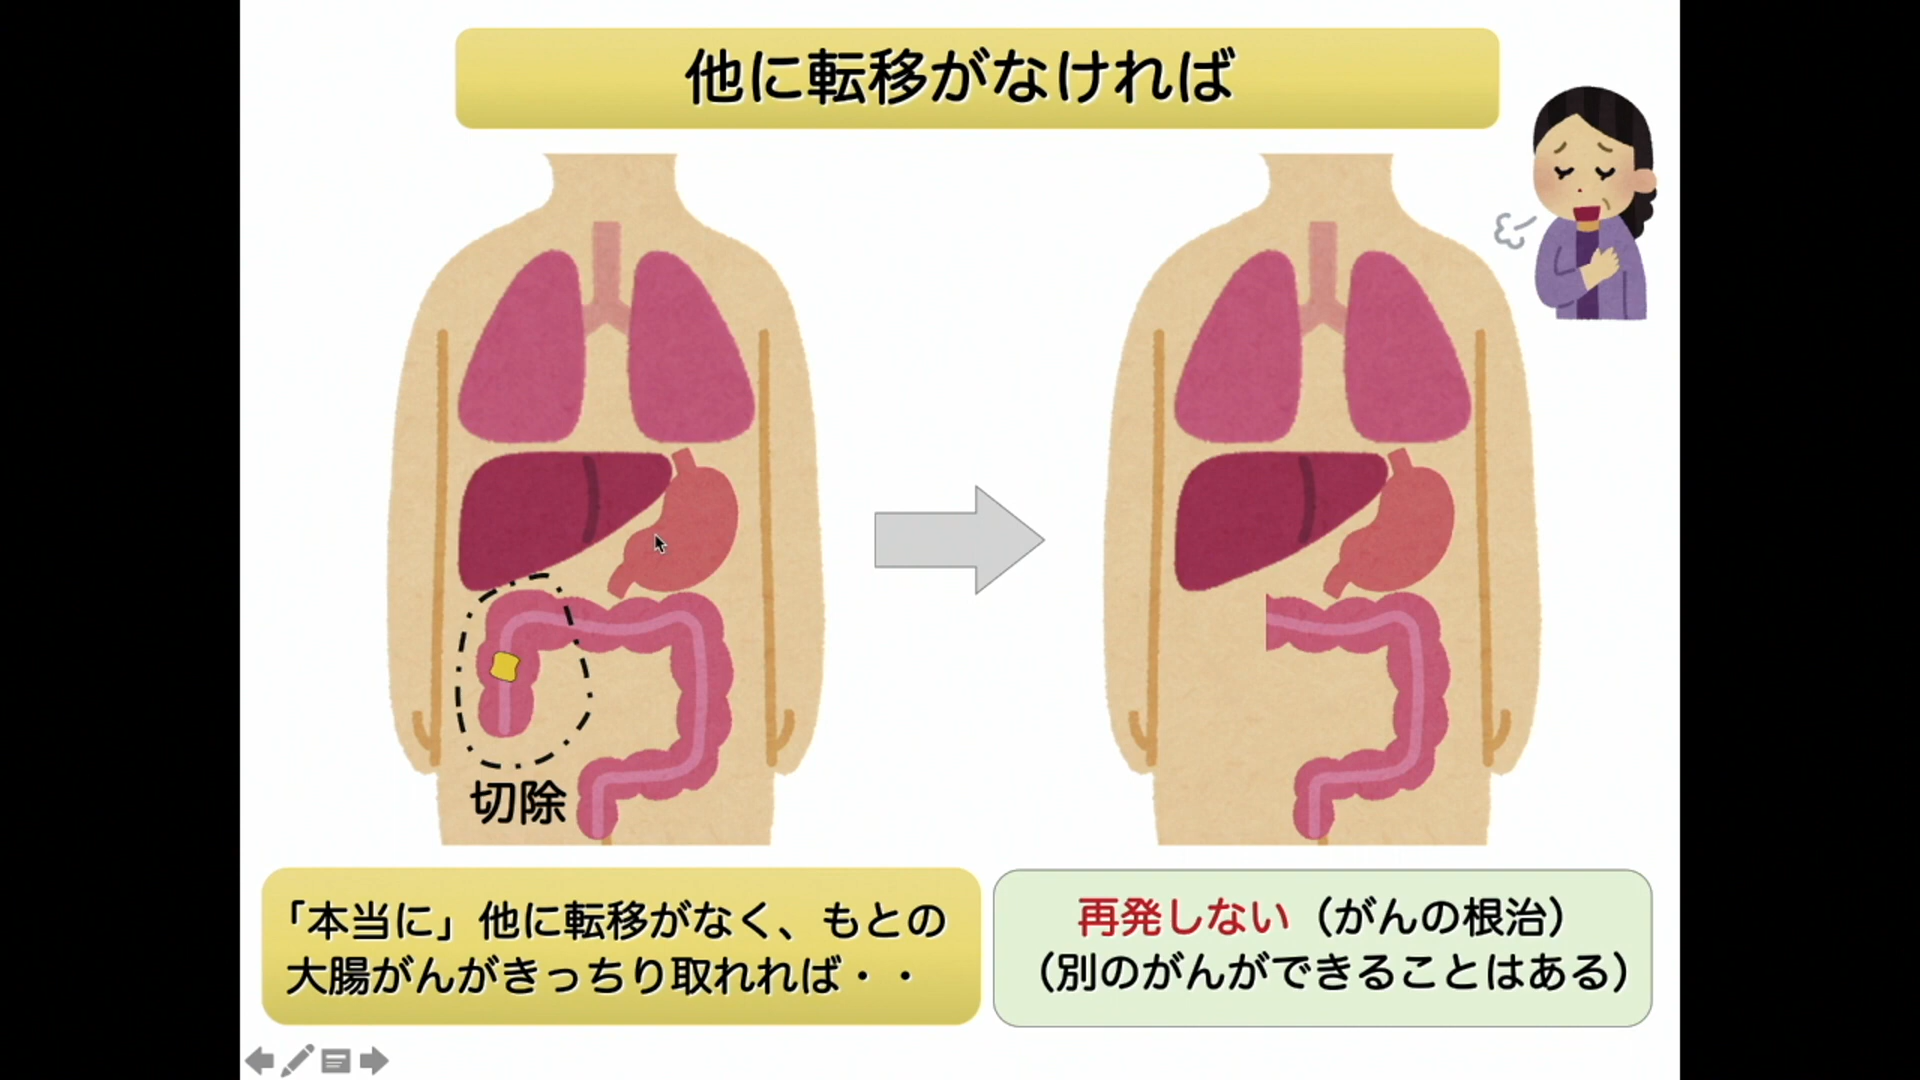 他に転移がなければ
切除
「本当に」他に転移がなく、もとの
大腸がんがきっちり取れれば・・
再発しない（がんの根治）
（別のがんができることはある）